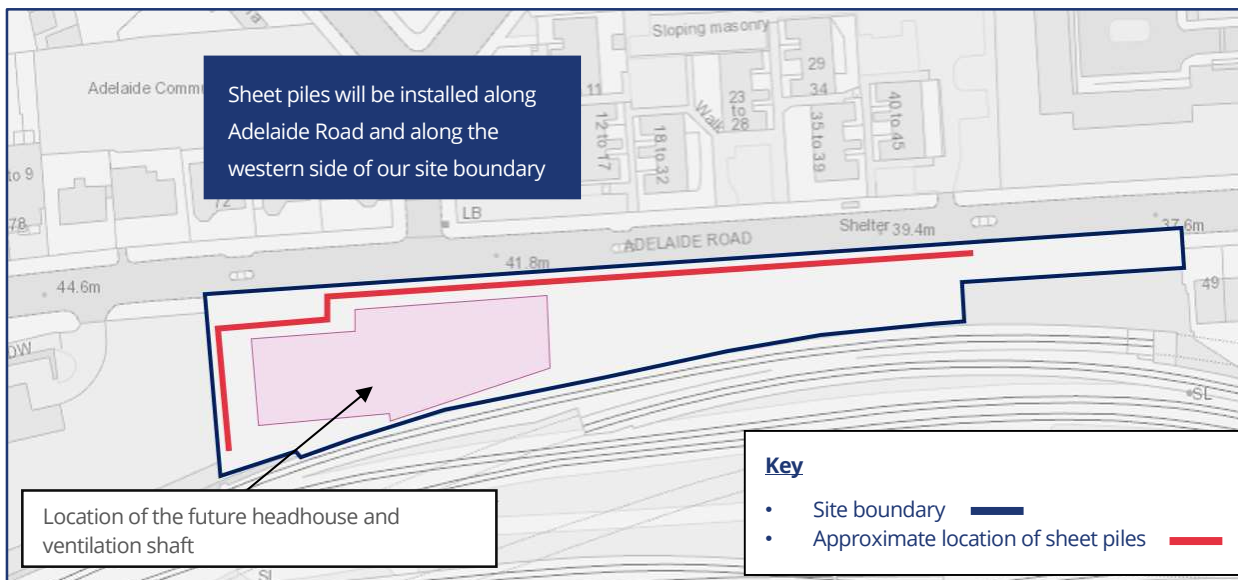 Sloping masonry
Adelaide Commu
Sheet piles will be installed along
Adelaide Road and along the
western side of our site boundary
11
12 to 17
18 to 32
Walk
23
to
28
29
34
35 to 39
40 to 45
to 9
78
72
LB
ADELAIDE ROAD
Shelter
39.4m
37.6m
41.8m
44.6m
49
OW
SL
Location of the future headhouse and
ventilation shaft
SL
Key
• Site boundary
• Approximate location of sheet piles